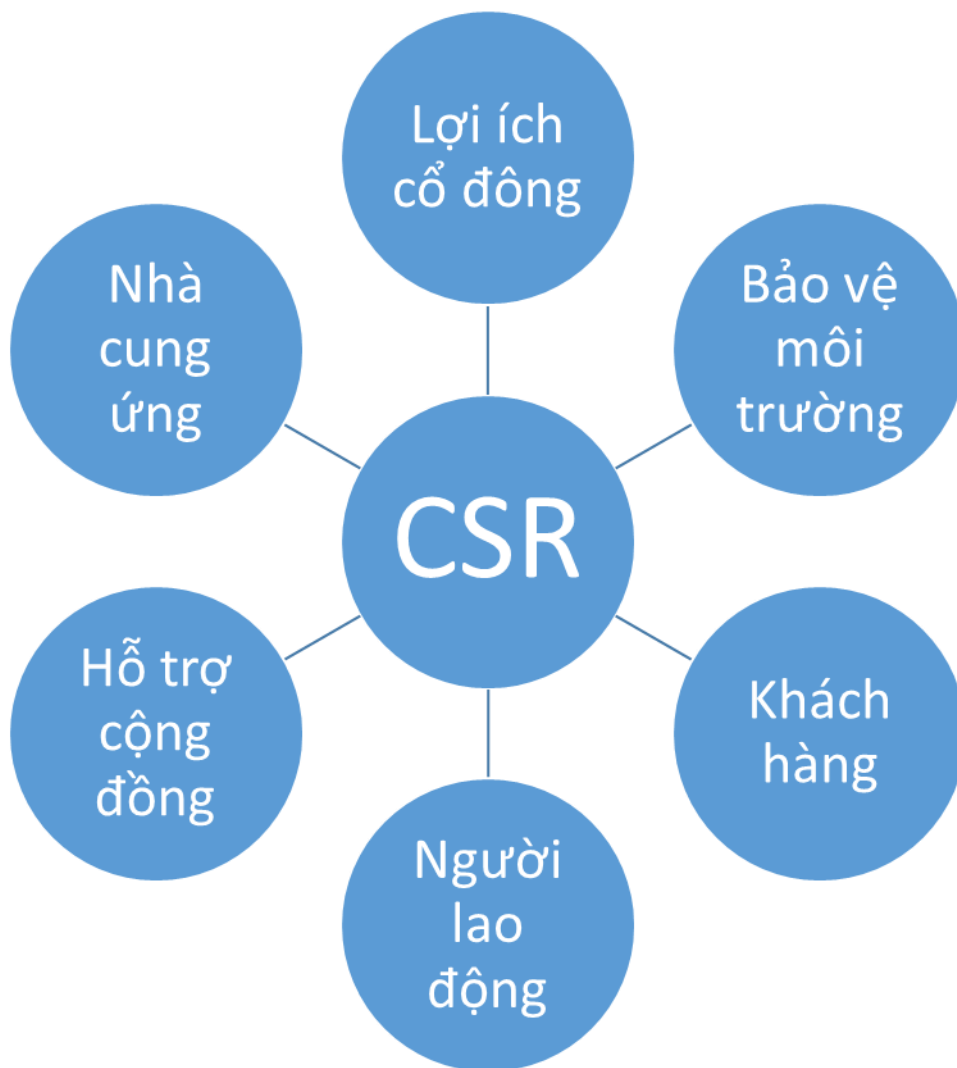 Lợi ích
cổ đông
Nhà
cung
ứng
Bảo vệ
môi
trường
CSR
Hỗ trợ
cộng
đồng
Khách
hàng
Người
lao
động